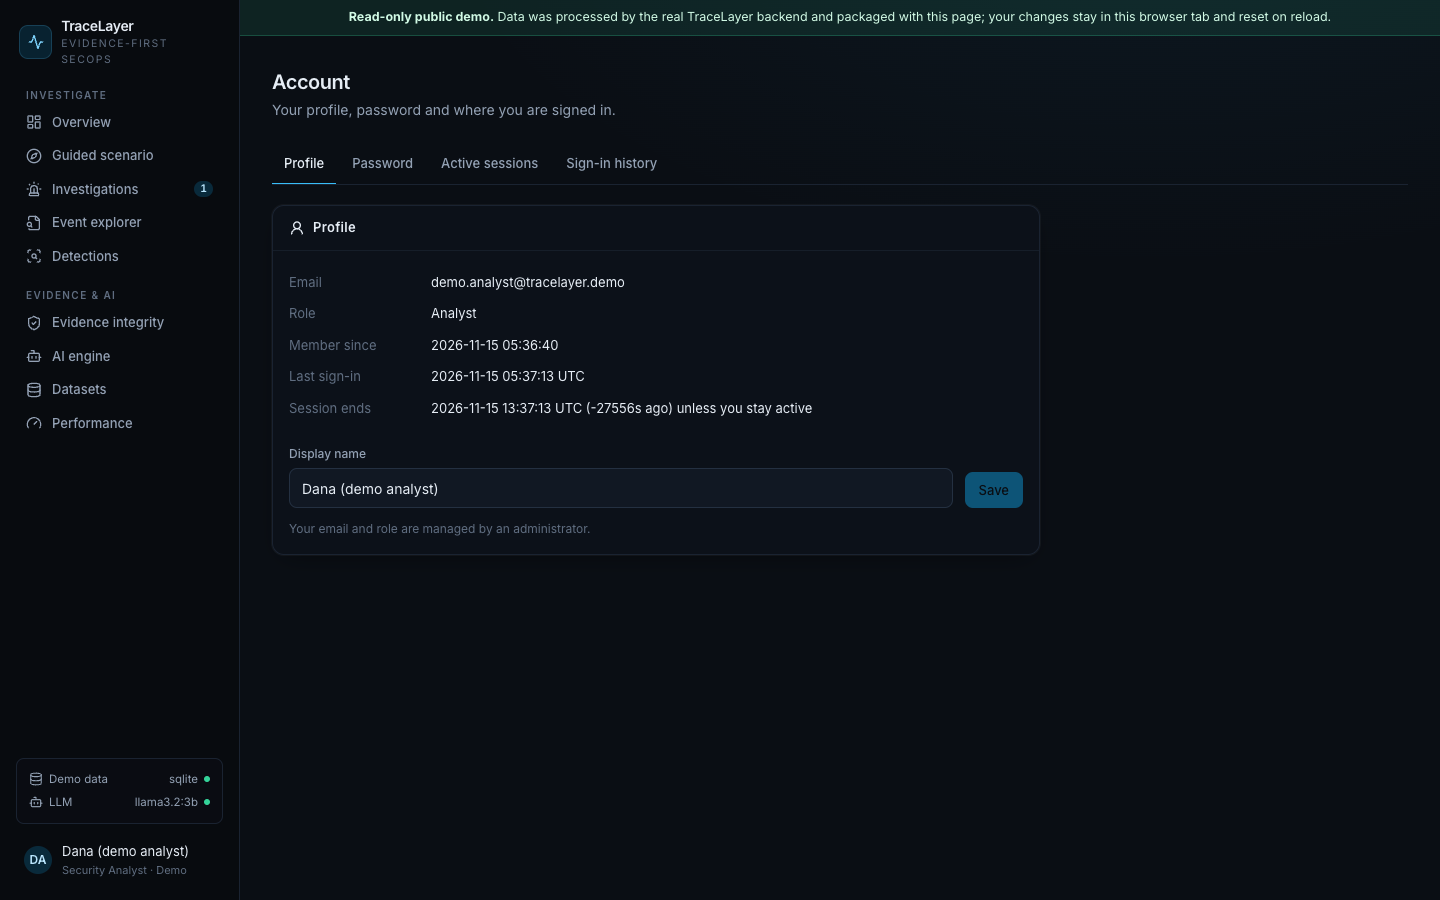 TraceLayer
EVIDENCE-FIRST
SECOPS
INVESTIGATE
Overview
Guided scenario
Investigations 1
Event explorer
Detections
EVIDENCE & AI
Evidence integrity
AI engine
Datasets
Performance
Demo data sqlite
LLM llama3.2:3b
DA
Dana (demo analyst)
Security Analyst · Demo
Read-only public demo. Data was processed by the real TraceLayer backend and packaged with this page; your changes stay in this browser tab and reset on reload.
Account
Your profile, password and where you are signed in.
Profile Password Active sessions Sign-in history
Profile
Email demo.analyst@tracelayer.demo
Role Analyst
Member since 2026-11-15 05:36:40
Last sign-in 2026-11-15 05:37:13 UTC
Session ends 2026-11-15 13:37:13 UTC (-27556s ago) unless you stay active
Display name
Dana (demo analyst) Save
Your email and role are managed by an administrator.